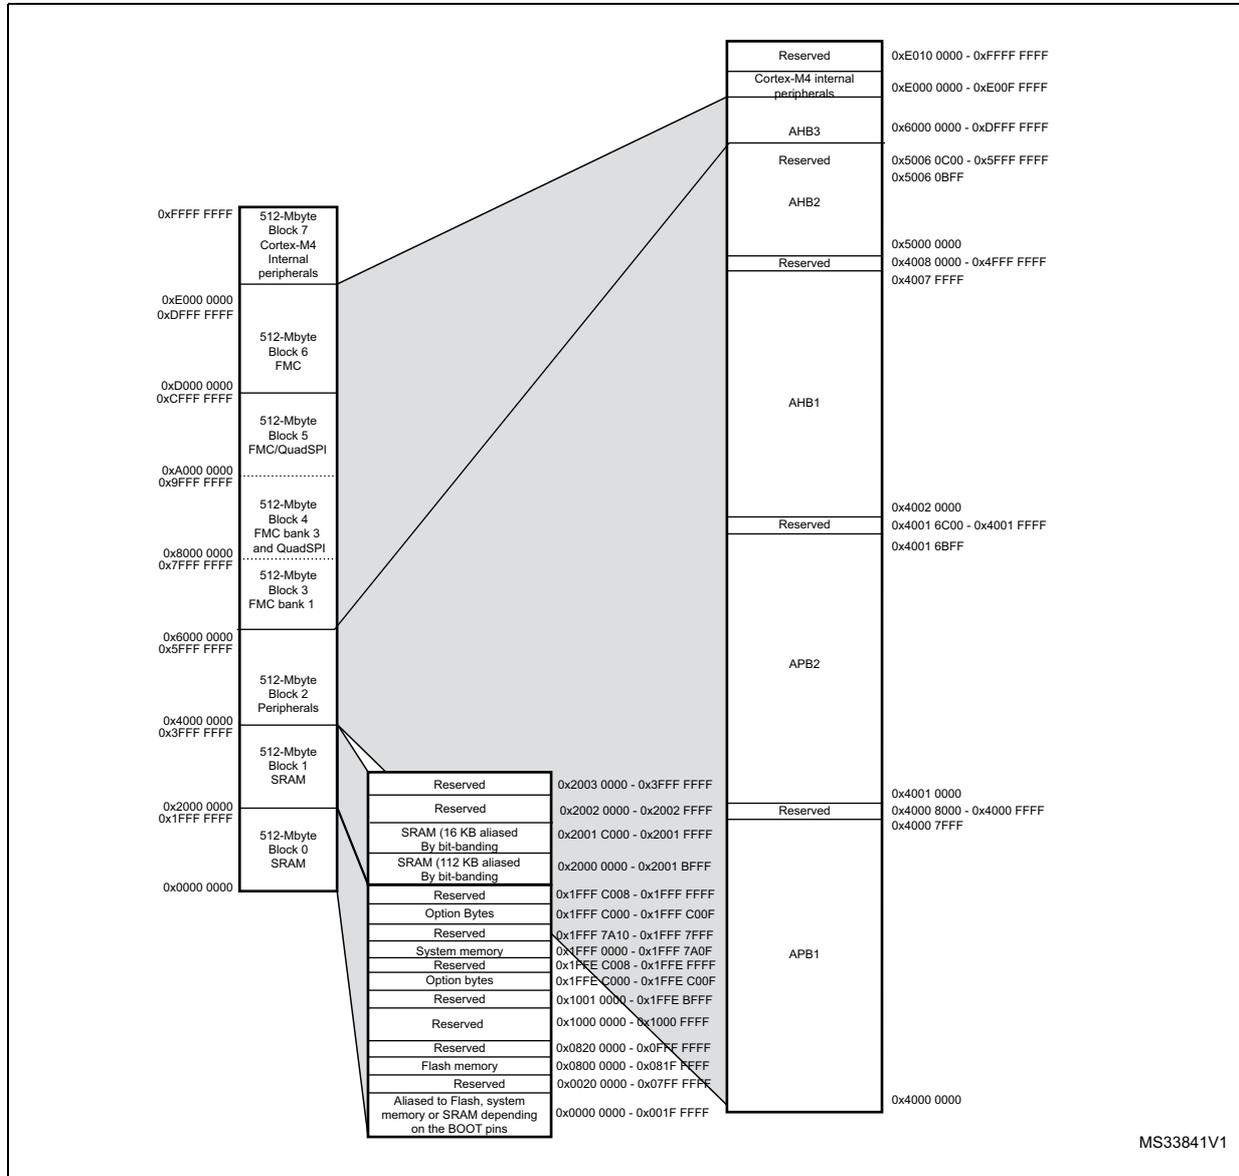 0xFFFF FFFF
512-Mbyte
Block 7
Cortex-M4
Internal
peripherals
0xE000 0000
0xDFFF FFFF
512-Mbyte
Block 6
FMC
0xD000 0000
0xCFFF FFFF
512-Mbyte
Block 5
FMC/QuadSPI
0xA000 0000
0x9FFF FFFF
512-Mbyte
Block 4
FMC bank 3
and QuadSPI
0x8000 0000
0x7FFF FFFF
512-Mbyte
Block 3
FMC bank 1
0x6000 0000
0x5FFF FFFF
512-Mbyte
Block 2
Peripherals
0x4000 0000
0x3FFF FFFF
512-Mbyte
Block 1
SRAM
0x2000 0000
0x1FFF FFFF
512-Mbyte
Block 0
SRAM
0x0000 0000
Reserved 0x2003 0000 - 0x3FFF FFFF
Reserved 0x2002 0000 - 0x2002 FFFF
SRAM (16 KB aliased
By bit-banding
0x2001 C000 - 0x2001 FFFF
SRAM (112 KB aliased
By bit-banding
0x2000 0000 - 0x2001 BFFF
Reserved 0x1FFF C008 - 0x1FFF FFFF
Option Bytes 0x1FFF C000 - 0x1FFF C00F
Reserved 0x1FFF 7A10 - 0x1FFF 7FFF
System memory 0x1FFF 0000 - 0x1FFF 7A0F
Reserved 0x1FFE C008 - 0x1FFE FFFF
Option bytes 0x1FFE C000 - 0x1FFE C00F
Reserved 0x1001 0000 - 0x1FFE BFFF
Reserved 0x1000 0000 - 0x1000 FFFF
Reserved 0x0820 0000 - 0x0FFF FFFF
Flash memory 0x0800 0000 - 0x081F FFFF
Reserved 0x0020 0000 - 0x07FF FFFF
Aliased to Flash, system
memory or SRAM depending
on the BOOT pins
0x0000 0000 - 0x001F FFFF
Reserved 0xE010 0000 - 0xFFFF FFFF
Cortex-M4 internal
peripherals
0xE000 0000 - 0xE00F FFFF
AHB3 0x6000 0000 - 0xDFFF FFFF
Reserved 0x5006 0C00 - 0x5FFF FFFF
0x5006 0BFF
AHB2
0x5000 0000
Reserved 0x4008 0000 - 0x4FFF FFFF
0x4007 FFFF
AHB1
0x4002 0000
Reserved 0x4001 6C00 - 0x4001 FFFF
0x4001 6BFF
APB2
0x4001 0000
Reserved 0x4000 8000 - 0x4000 FFFF
0x4000 7FFF
APB1
0x4000 0000
MS33841V1